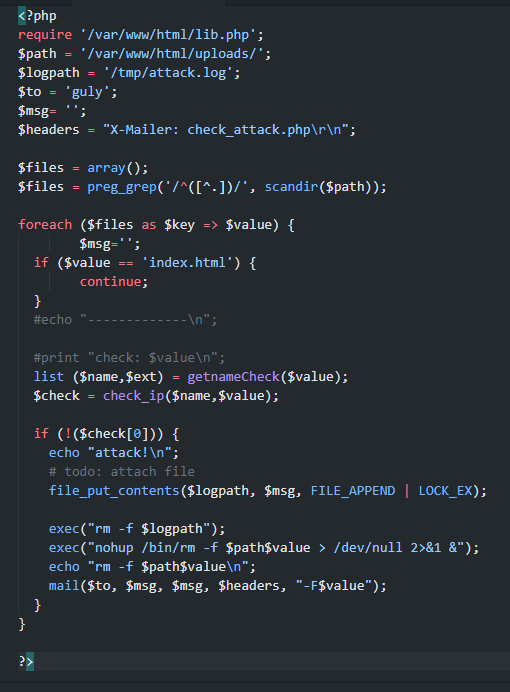 <?php
require '/var/www/html/lib.php';
$path = '/var/www/html/uploads/';
$logpath = '/tmp/attack.log';
$to = 'guly';
$msg= '';
$headers = "X-Mailer: check_attack.php\r\n";

$files = array();
$files = preg_grep('/^([^.])/', scandir($path));

foreach ($files as $key => $value) {
        $msg='';
  if ($value == 'index.html') {
        continue;
  }
  #echo "-------------\n";

  #print "check: $value\n";
  list ($name,$ext) = getnameCheck($value);
  $check = check_ip($name,$value);

  if (!($check[0])) {
    echo "attack!\n";
    # todo: attach file
    file_put_contents($logpath, $msg, FILE_APPEND | LOCK_EX);

    exec("rm -f $logpath");
    exec("nohup /bin/rm -f $path$value > /dev/null 2>&1 &");
    echo "rm -f $path$value\n";
    mail($to, $msg, $msg, $headers, "-F$value");
  }
}

?>